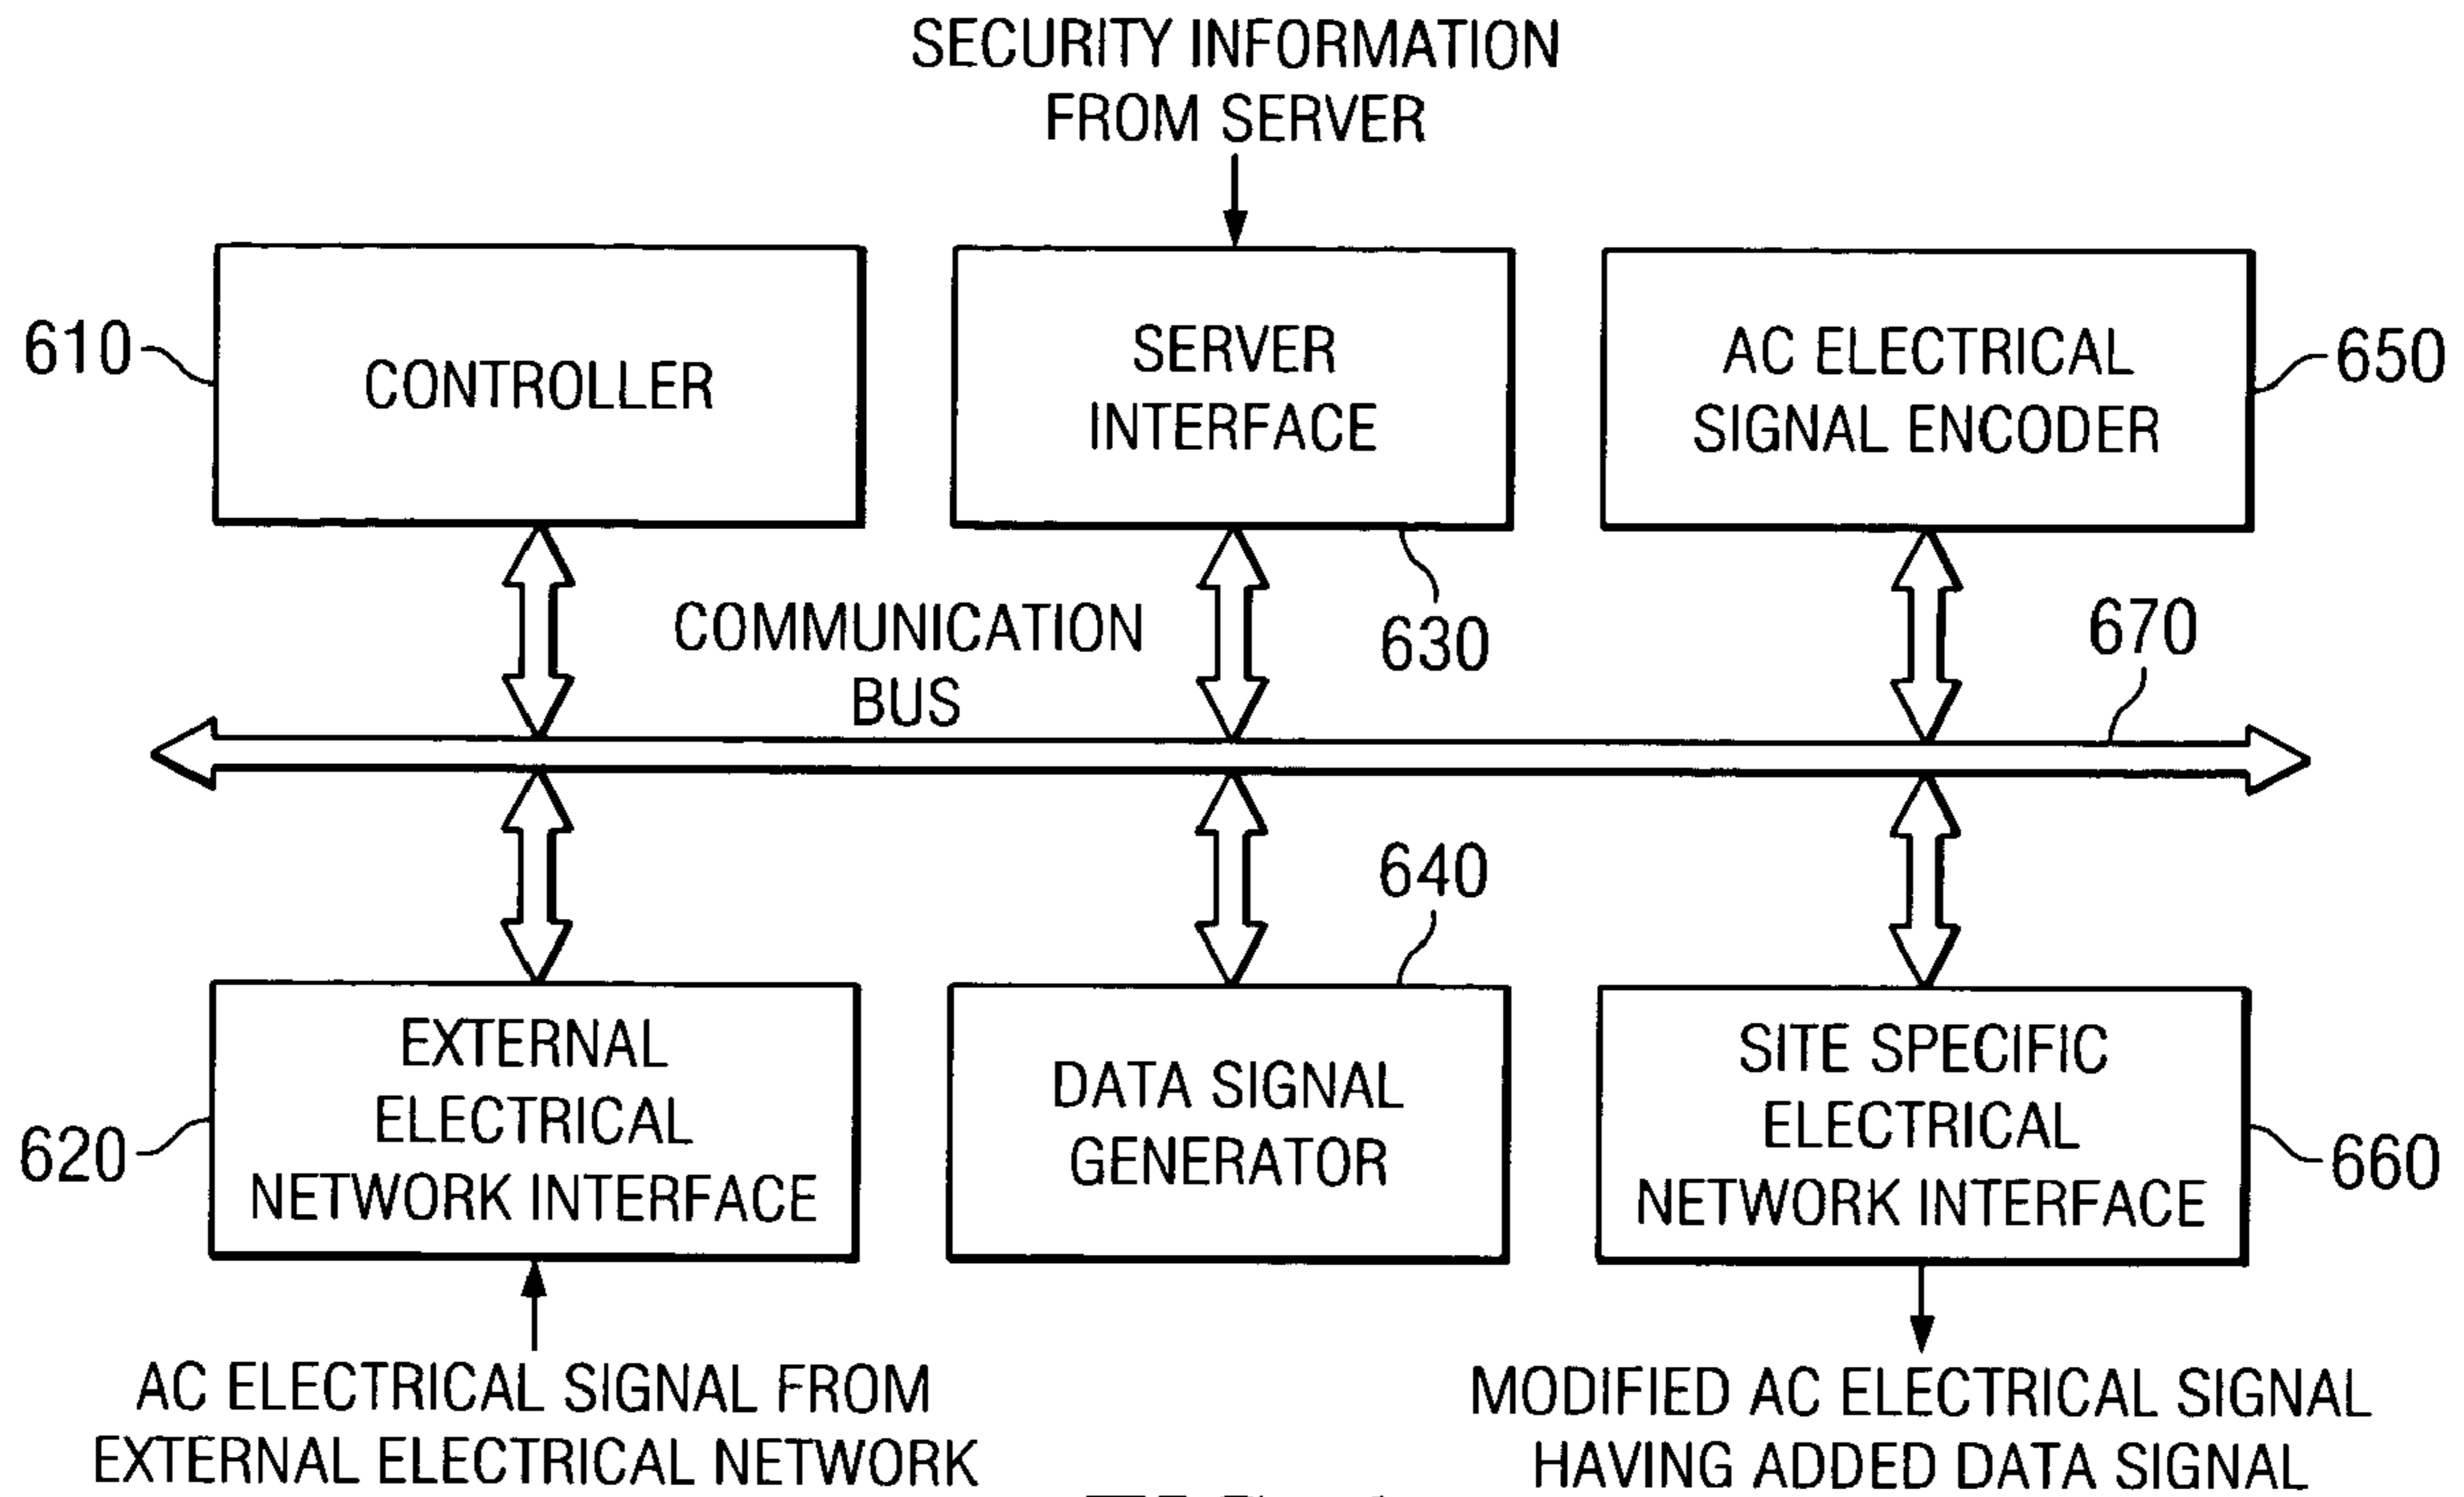 SECURITY INFORMATION
FROM SERVER
610
CONTROLLER
SERVER
INTERFACE
AC ELECTRICAL
SIGNAL ENCODER
650
COMMUNICATION
BUS
630
670
640
620
EXTERNAL
ELECTRICAL
NETWORK INTERFACE
DATA SIGNAL
GENERATOR
SITE SPECIFIC
ELECTRICAL
NETWORK INTERFACE
660
AC ELECTRICAL SIGNAL FROM
EXTERNAL ELECTRICAL NETWORK
MODIFIED AC ELECTRICAL SIGNAL
HAVING ADDED DATA SIGNAL